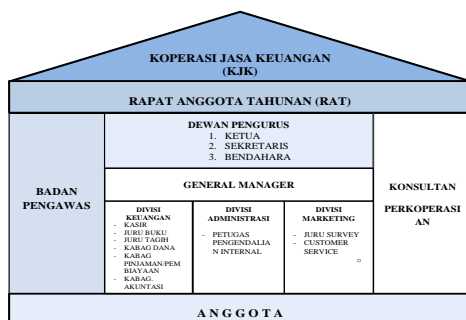 KOPERASI JASA KEUANGAN
(KJK)
RAPAT ANGGOTA TAHUNAN (RAT)
BADAN
PENGAWAS
DEWAN PENGURUS
1. KETUA
2. SEKRETARIS
3. BENDAHARA
GENERAL MANAGER
DIVISI
KEUANGAN
- KASIR
- JURU BUKU
- JURU TAGIH
- KABAG DANA
- KABAG
PINJAMAN/PEM
BIAYAAN
- KABAG.
AKUNTASI
DIVISI
ADMINISTRASI
- PETUGAS
PENGENDALIA
N INTERNAL
DIVISI
MARKETING
- JURU SURVEY
- CUSTOMER
SERVICE
KONSULTAN
PERKOPERASI
AN
A N G G O T A